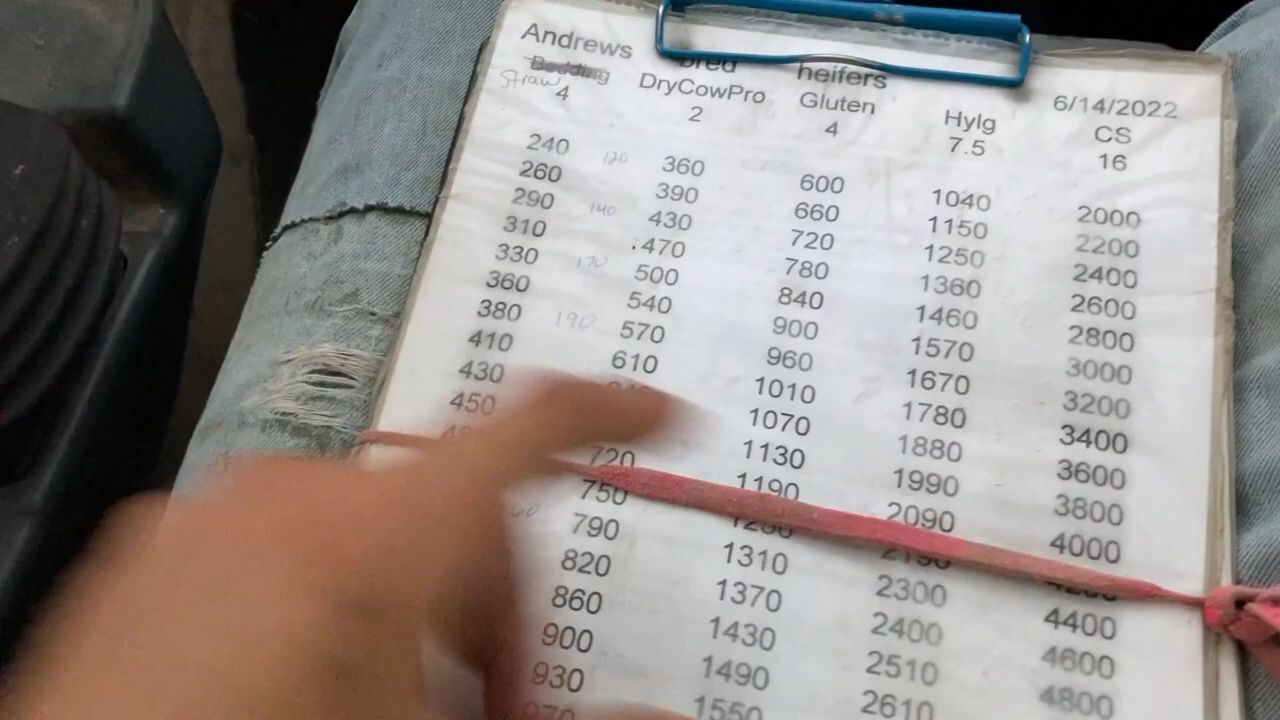 Andrews bred heifers 6/14/2022
Bedding DryCowPro Gluten Hylg CS
Straw
4 2 4 7.5 16
240 120 360 600 1040 2000
260 390 660 1150 2200
290 140 430 720 1250 2400
310 470 780 1360 2600
330 170 500 840 1460 2800
360 540 900 1570 3000
380 190 570 960 1670 3200
410 610 1010 1780 3400
430 1070 1880 3600
450 1130 1990 3800
720 1190 2090 4000
750 1250 2190
790 1310 2300 4400
820 1370 2400 4600
860 1430 2510 4800
900 1490 2610
930 1550
970